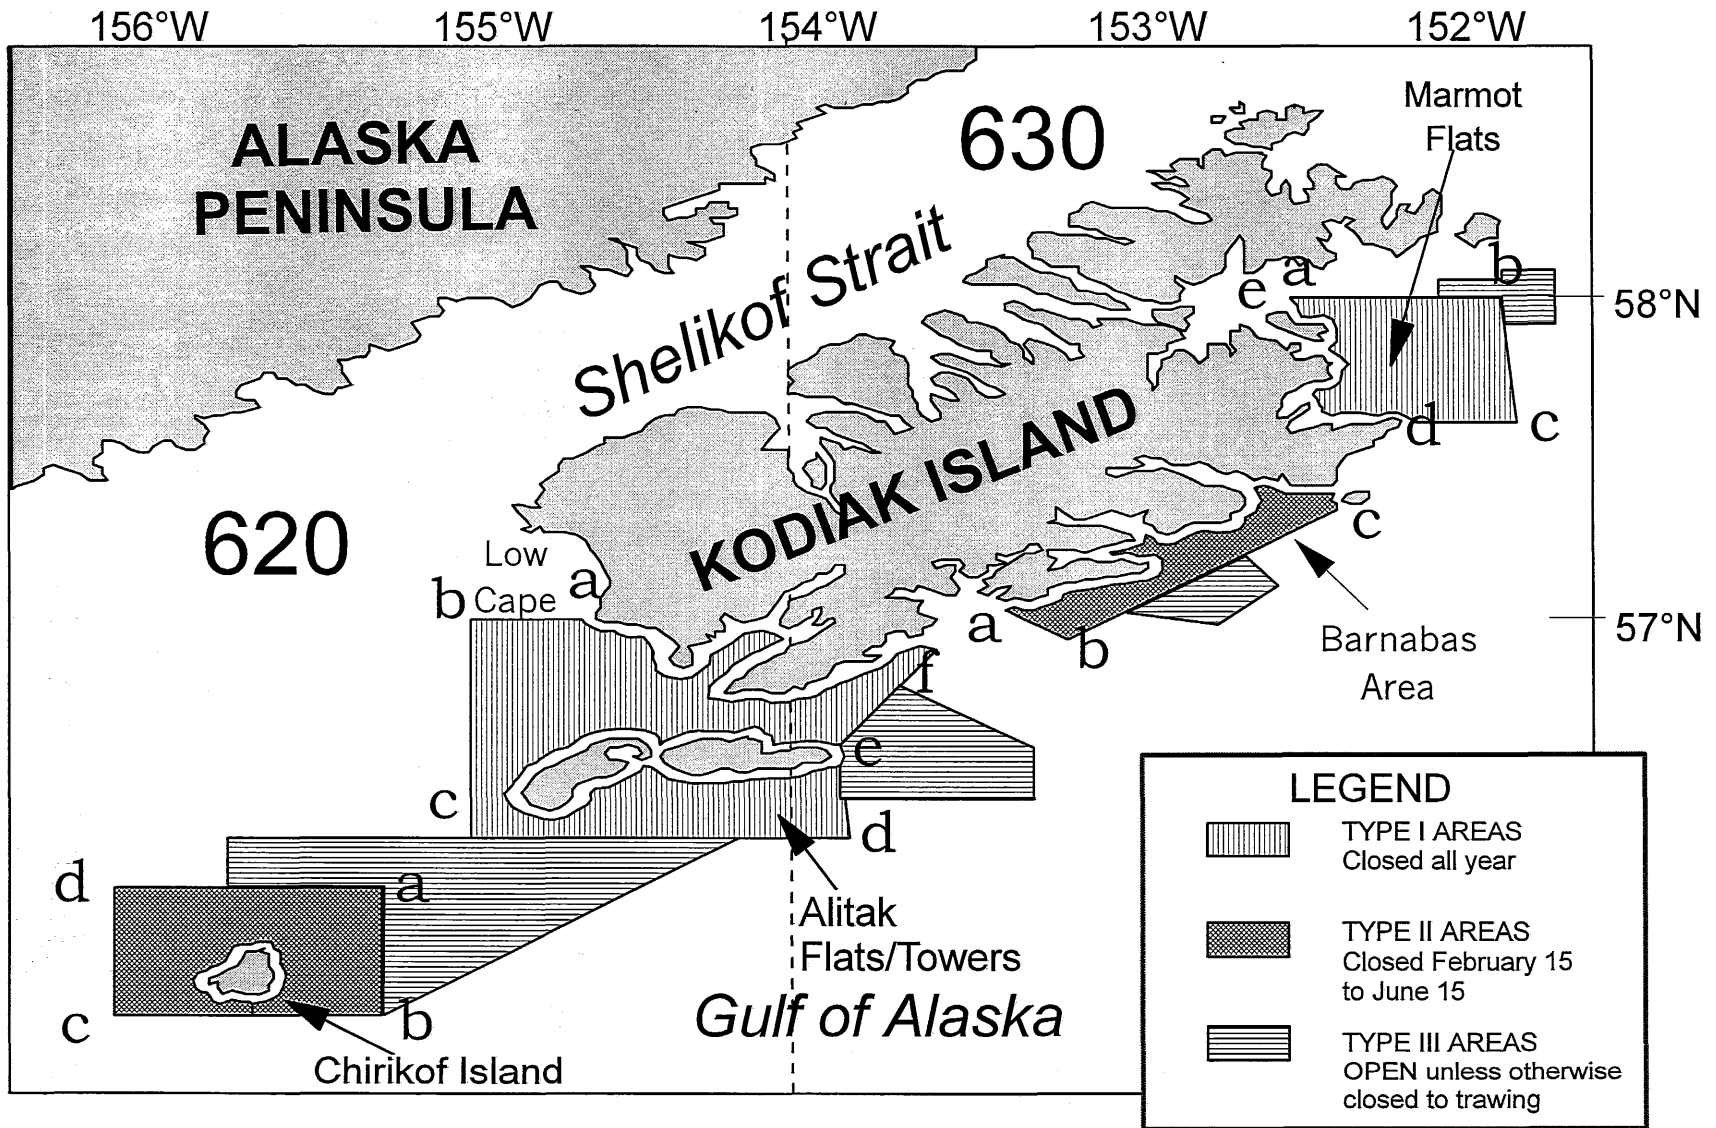 156°W 155°W 154°W 153°W 152°W
Marmot
Flats
ALASKA
PENINSULA
630
Shelikof Strait
a
b
e
58°N
KODIAK ISLAND
d
c
620
Low
Cape
a
b
c
a
b
57°N
Barnabas
Area
f
e
c
d
d
a
Alitak
Flats/Towers
c
b
Gulf of Alaska
Chirikof Island
LEGEND
TYPE I AREAS
Closed all year
TYPE II AREAS
Closed February 15
to June 15
TYPE III AREAS
OPEN unless otherwise
closed to trawing